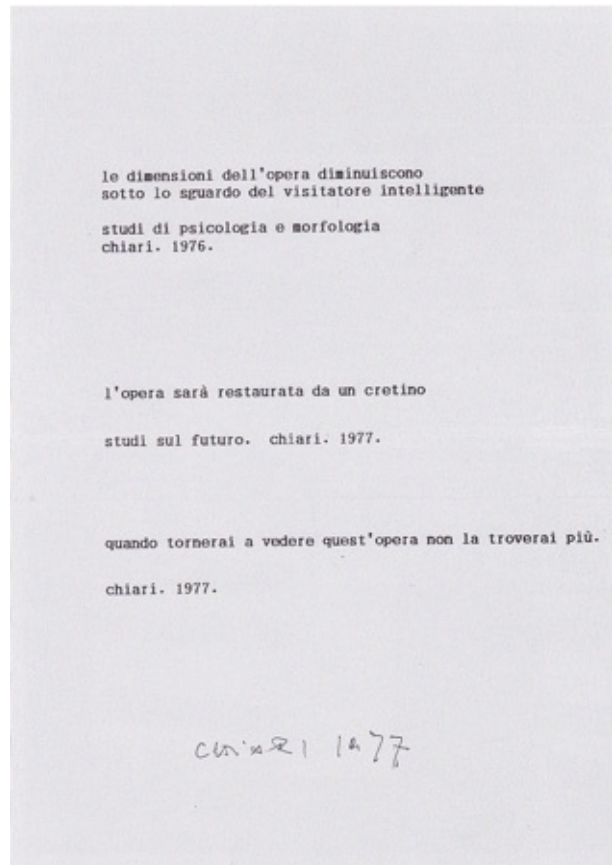 le dimensioni dell'opera diminuiscono
sotto lo sguardo del visitatore intelligente
studi di psicologia e morfologia
chiari. 1976.
l'opera sarà restaurata da un cretino
studi sul futuro.  chiari. 1977.
quando tornerai a vedere quest'opera non la troverai più.
chiari. 1977.
chiari 1977